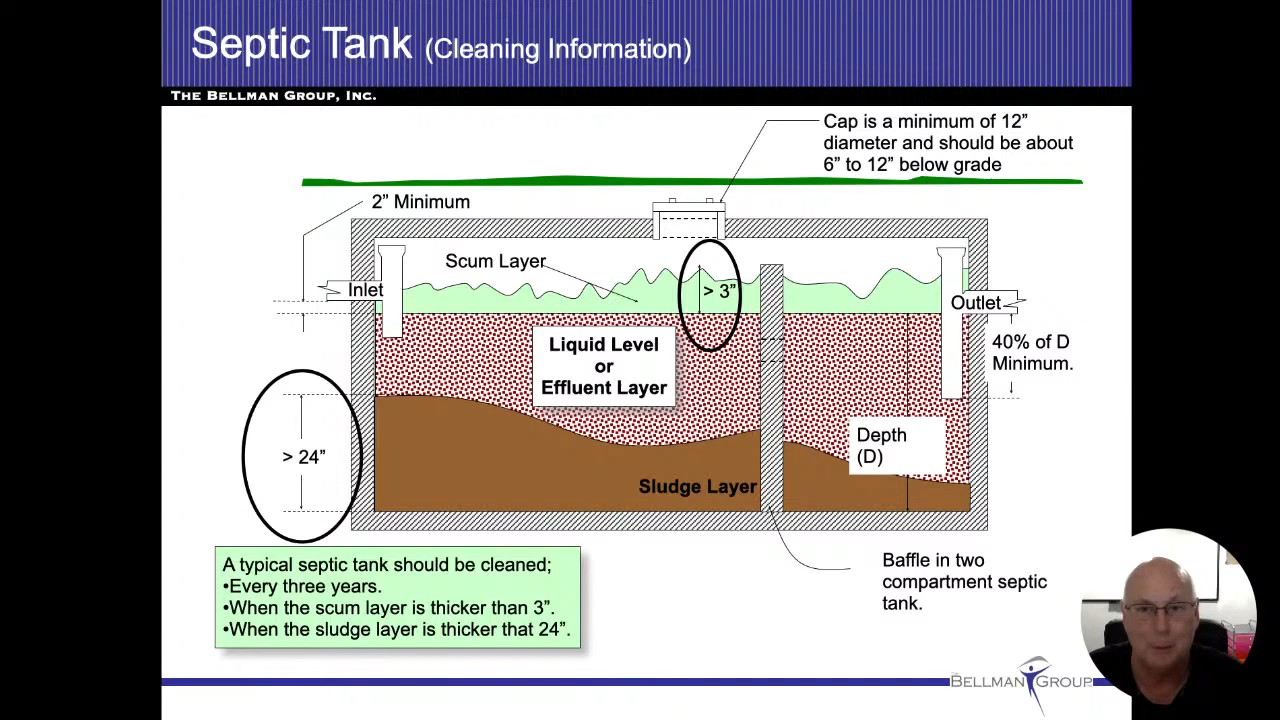 Septic Tank (Cleaning Information)
THE BELLMAN GROUP, INC.
Cap is a minimum of 12”
diameter and should be about
6” to 12” below grade
2” Minimum
Scum Layer
> 3”
Inlet
Outlet
Liquid Level
or
Effluent Layer
40% of D
Minimum.
Depth
(D)
> 24”
Sludge Layer
A typical septic tank should be cleaned;
•Every three years.
•When the scum layer is thicker than 3”.
•When the sludge layer is thicker that 24”.
Baffle in two
compartment septic
tank.
THE BELLMAN GROUP